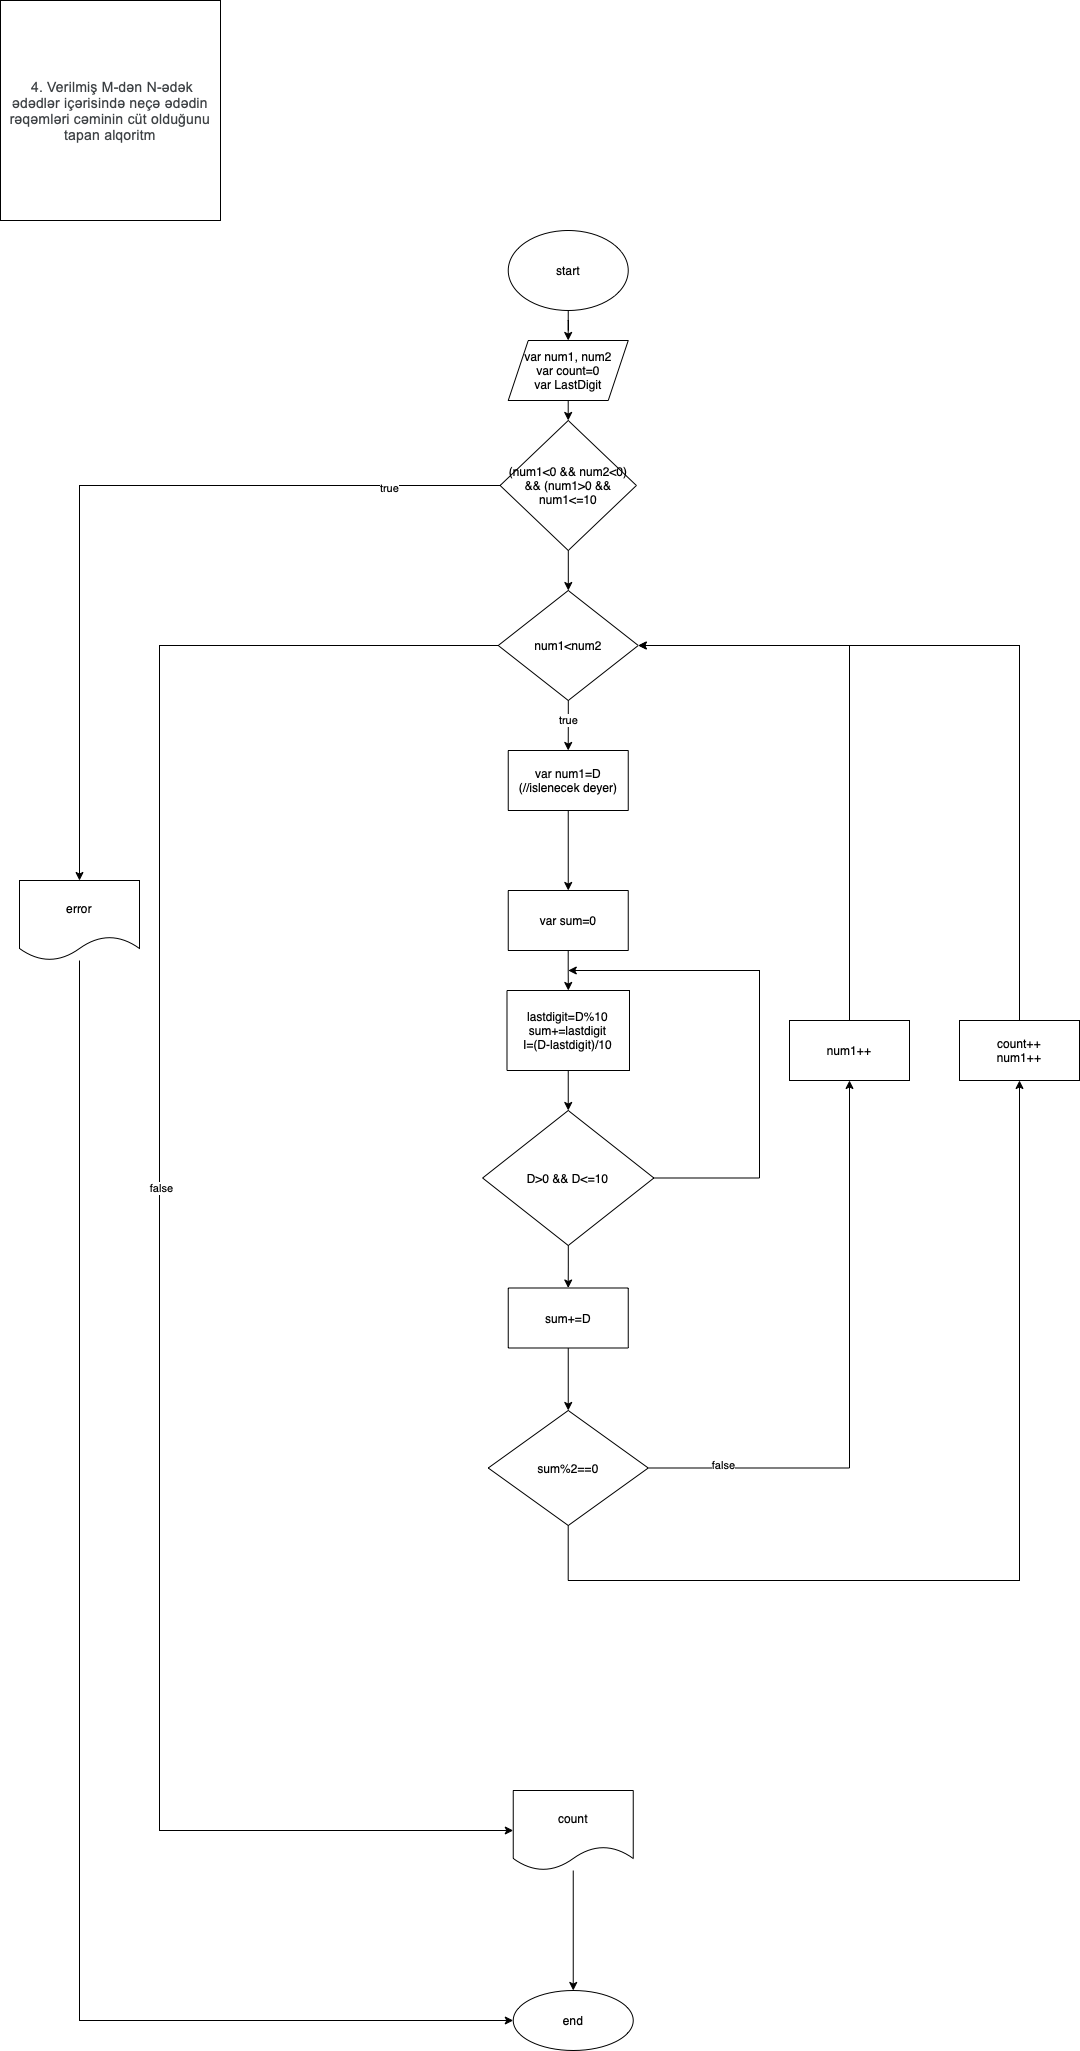 4. Verilmiş M-dən N-ədək
ədədlər içərisində neçə ədədin
rəqəmləri cəminin cüt olduğunu
tapan alqoritm
start
var num1, num2
var count=0
var LastDigit
(num1<0 && num2<0)
&& (num1>0 &&
num1<=10
true
num1<num2
true
var num1=D
(//islenecek deyer)
error
var sum=0
lastdigit=D%10
sum+=lastdigit
l=(D-lastdigit)/10
num1++
count++
num1++
D>0 && D<=10
false
sum+=D
sum%2==0
false
count
end